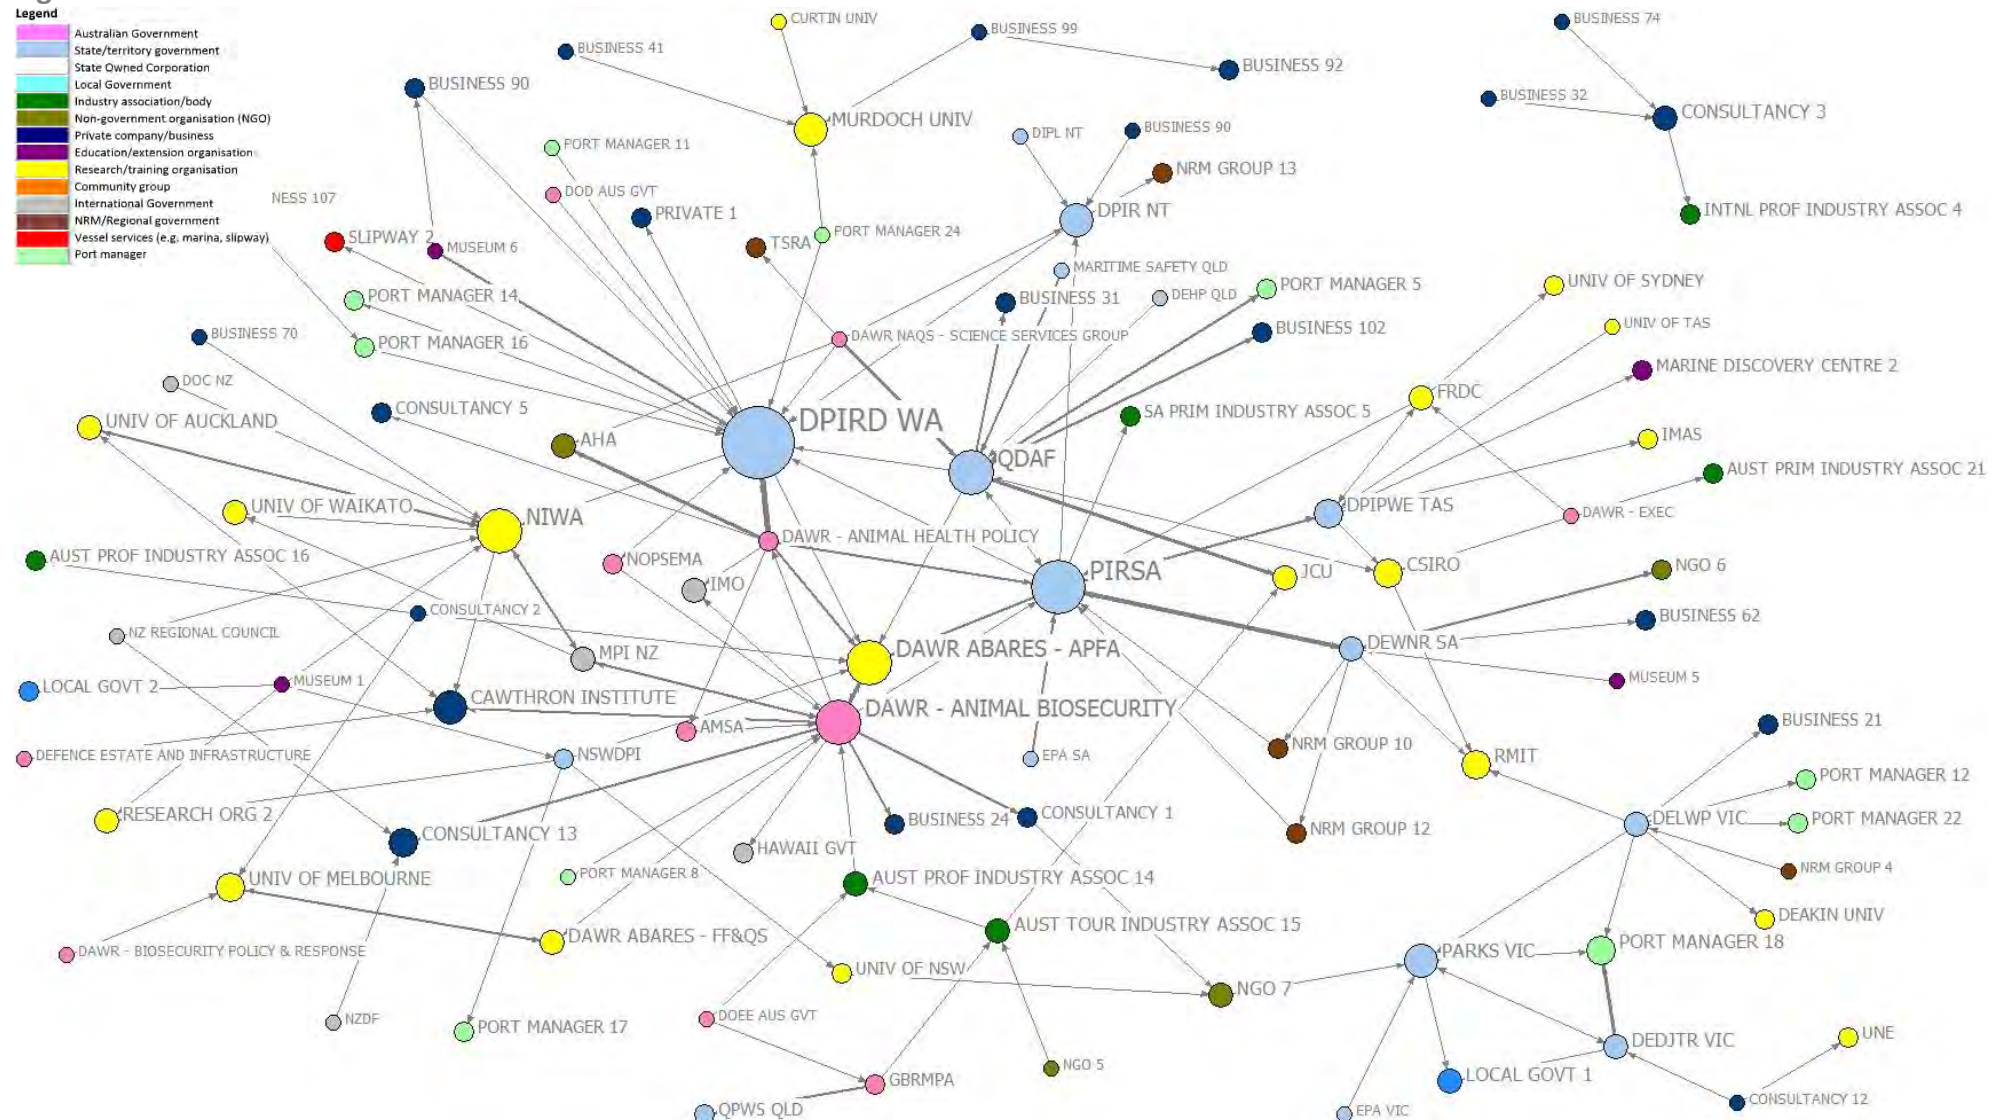 Legend
Australian Government
State/territory government
State Owned Corporation
Local Government
Industry association/body
Non-government organisation (NGO)
Private company/business
Education/extension organisation
Research/training organisation
Community group
International Government
NRM/Regional government
Vessel services (e.g. marina, slipway)
Port manager
CURTIN UNIV
BUSINESS 74
BUSINESS 99
BUSINESS 41
BUSINESS 92
BUSINESS 90
BUSINESS 32
CONSULTANCY 3
MURDOCH UNIV
DIPL NT
BUSINESS 90
PORT MANAGER 11
NRM GROUP 13
DOD AUS GVT
NESS 107
PRIVATE 1
DPIR NT
INTNL PROF INDUSTRY ASSOC 4
SLIPWAY 2
MUSEUM 6
TSRA
PORT MANAGER 24
MARITIME SAFETY QLD
PORT MANAGER 5
UNIV OF SYDNEY
PORT MANAGER 14
BUSINESS 31
DEHP QLD
BUSINESS 70
PORT MANAGER 16
DAWR NAQS - SCIENCE SERVICES GROUP
BUSINESS 102
UNIV OF TAS
DOC NZ
MARINE DISCOVERY CENTRE 2
FRDC
CONSULTANCY 5
UNIV OF AUCKLAND
DPIRD WA
SA PRIM INDUSTRY ASSOC 5
AHA
IMAS
QDAF
AUST PRIM INDUSTRY ASSOC 21
UNIV OF WAIKATO
NIWA
DPIPWE TAS
DAWR - EXEC
AUST PROF INDUSTRY ASSOC 16
DAWR - ANIMAL HEALTH POLICY
NOPSEMA
IMO
PIRSA
JCU
CSIRO
NGO 6
CONSULTANCY 2
BUSINESS 62
NZ REGIONAL COUNCIL
MPI NZ
DAWR ABARES - APFA
DEWNR SA
LOCAL GOVT 2
MUSEUM 1
MUSEUM 5
CAWTHRON INSTITUTE
DAWR - ANIMAL BIOSECURITY
AMSA
BUSINESS 21
DEFENCE ESTATE AND INFRASTRUCTURE
NSWDPI
EPA SA
NRM GROUP 10
RMIT
PORT MANAGER 12
RESEARCH ORG 2
CONSULTANCY 13
BUSINESS 24
CONSULTANCY 1
NRM GROUP 12
DELWP VIC
PORT MANAGER 22
HAWAII GVT
PORT MANAGER 8
NRM GROUP 4
UNIV OF MELBOURNE
AUST PROF INDUSTRY ASSOC 14
DEAKIN UNIV
DAWR ABARES - FF&QS
AUST TOUR INDUSTRY ASSOC 15
DAWR - BIOSECURITY POLICY & RESPONSE
PARKS VIC
PORT MANAGER 18
UNIV OF NSW
NGO 7
NZDF
PORT MANAGER 17
DOEE AUS GVT
DEDJTR VIC
UNE
NGO 5
GBRMPA
LOCAL GOVT 1
CONSULTANCY 12
QPWS QLD
EPA VIC